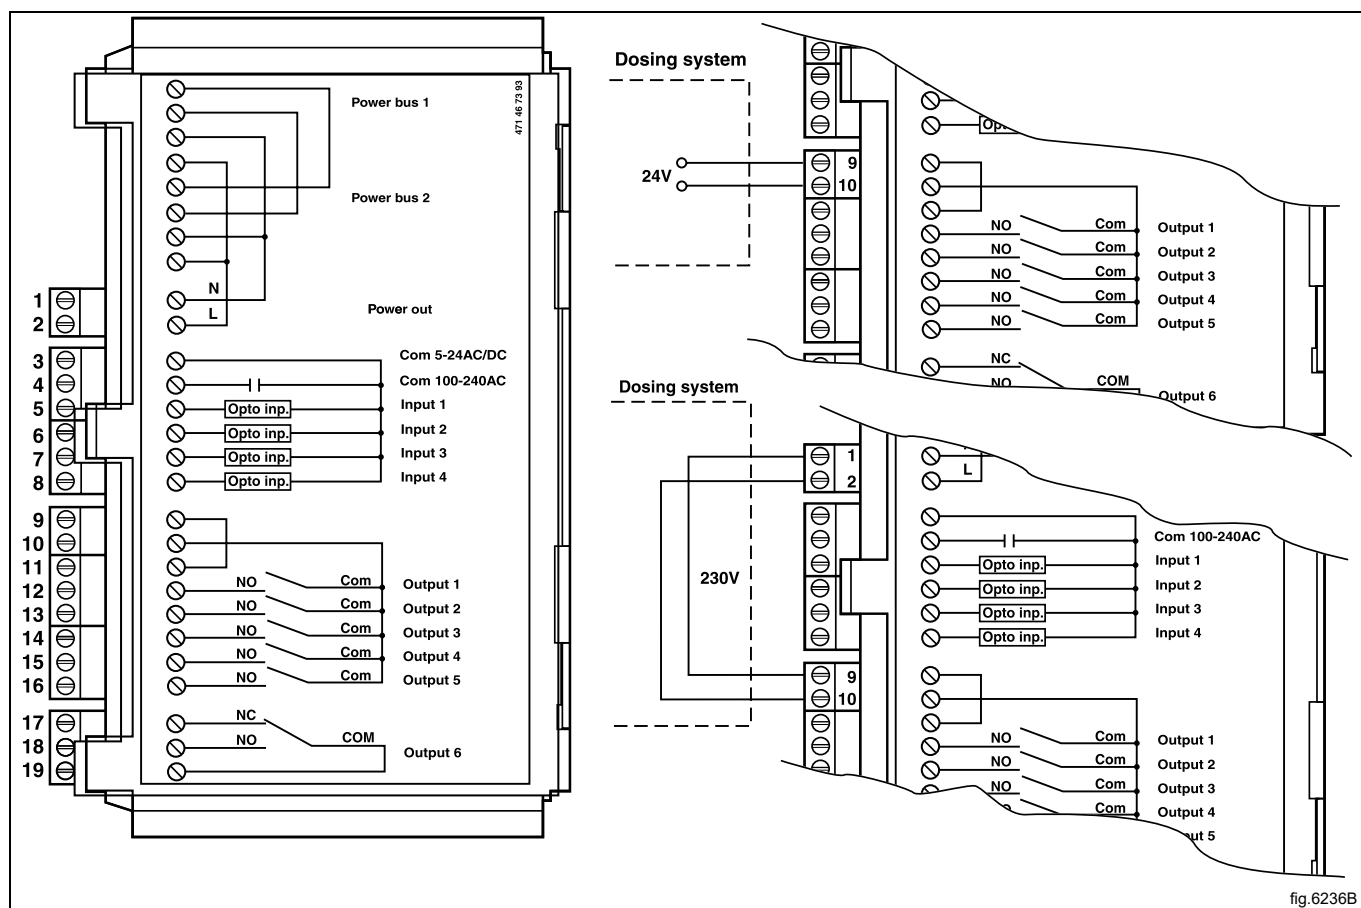 471 46 73 93
Power bus 1
Power bus 2
N
L
Power out
1
2
3
4
5
6
7
8
9
10
11
12
13
14
15
16
17
18
19
Com 5-24AC/DC
Com 100-240AC
Opto inp. Input 1
Opto inp. Input 2
Opto inp. Input 3
Opto inp. Input 4
NO Com Output 1
NO Com Output 2
NO Com Output 3
NO Com Output 4
NO Com Output 5
NC
NO COM Output 6
Dosing system
24V
9
10
NO Com Output 1
NO Com Output 2
NO Com Output 3
NO Com Output 4
NO Com Output 5
NC
NO COM Output 6
Dosing system
1
2
L
230V
Com 100-240AC
Opto inp. Input 1
Opto inp. Input 2
Opto inp. Input 3
Opto inp. Input 4
9
10
NO Com Output 1
NO Com Output 2
NO Com Output 3
Com Output 4
5
fig.6236B